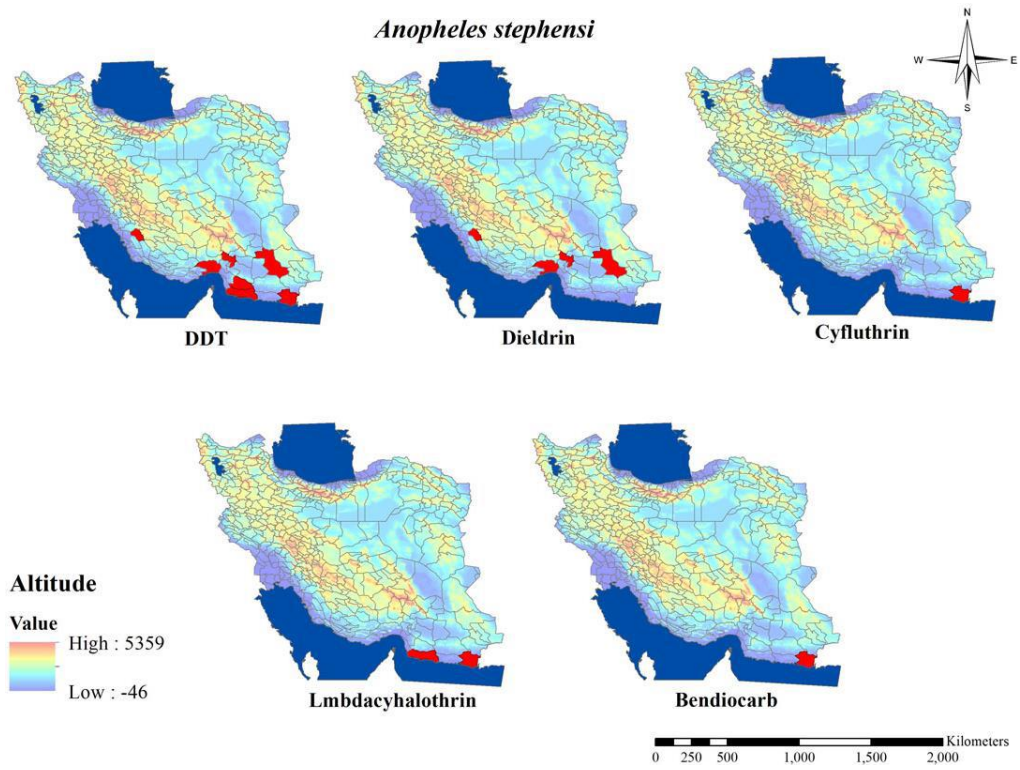 Anopheles stephensi
N
W E
S
DDT
Dieldrin
Cyfluthrin
Lmbdacyhalothrin
Bendiocarb
Altitude
Value
High : 5359
Low : -46
Kilometers
0 250 500 1,000 1,500 2,000